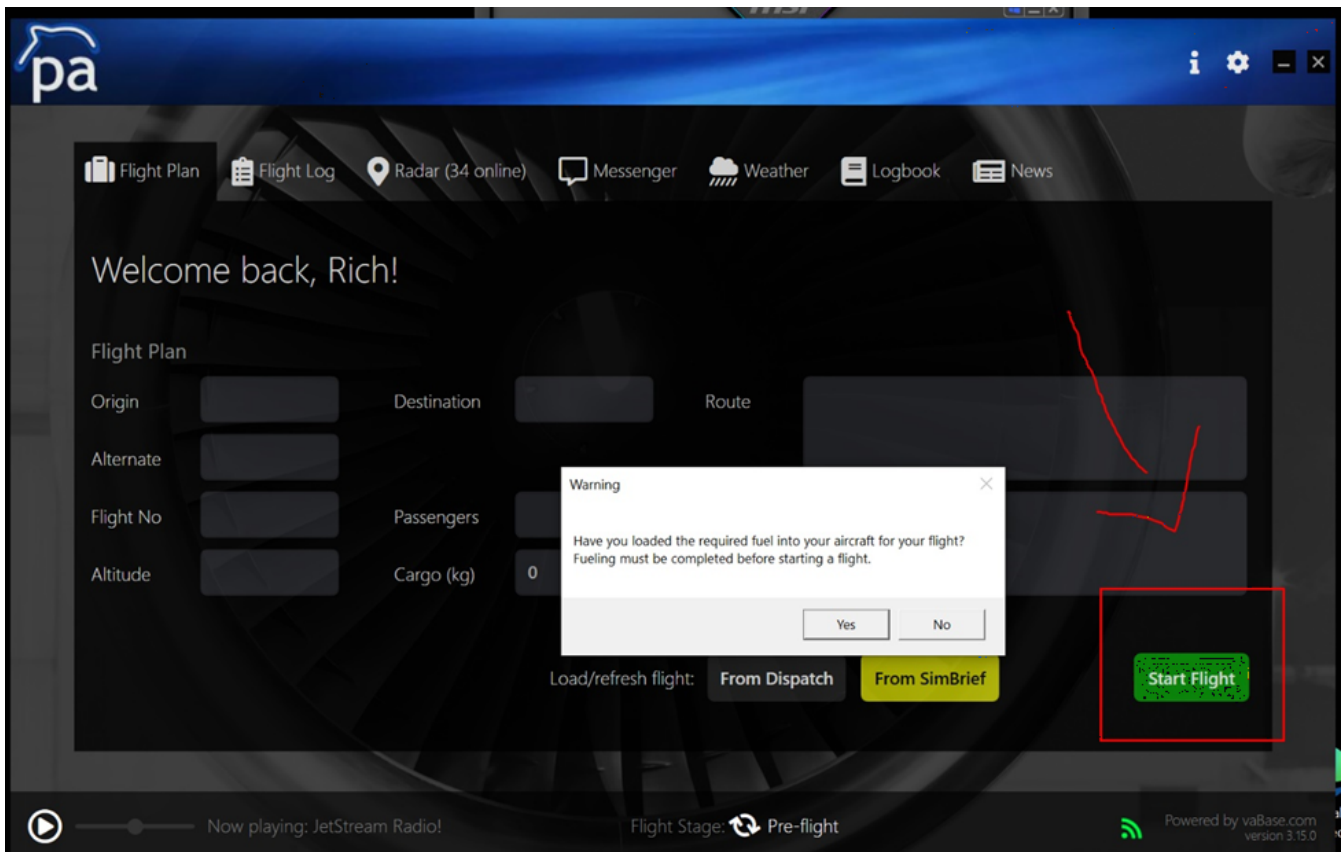 msi
pa
i
Flight Plan
Flight Log
Radar (34 online)
Messenger
Weather
Logbook
News
Welcome back, Rich!
Flight Plan
Origin
Destination
Route
Alternate
Flight No
Passengers
Altitude
Cargo (kg)
0
Warning
Have you loaded the required fuel into your aircraft for your flight?
Fueling must be completed before starting a flight.
Yes
No
Load/refresh flight:
From Dispatch
From SimBrief
Start Flight
Now playing: JetStream Radio!
Flight Stage: Pre-flight
Powered by vaBase.com
version 3.15.0